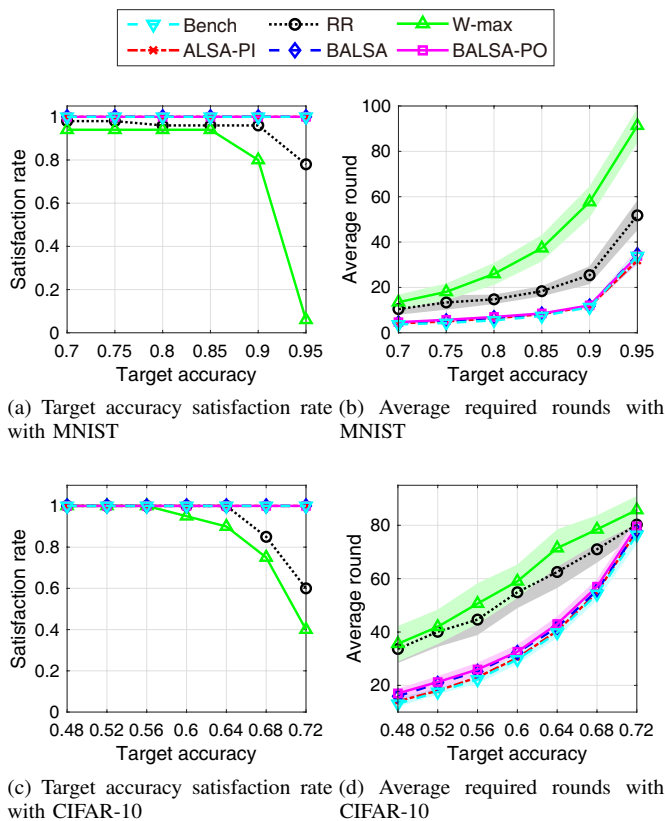 Bench RR W-max
ALSA-PI BALSA BALSA-PO
1
0.8
0.6
0.4
0.2
0
Satisfaction rate
0.7 0.75 0.8 0.85 0.9 0.95
Target accuracy
100
80
60
40
20
0
Average round
0.7 0.75 0.8 0.85 0.9 0.95
Target accuracy
(a) Target accuracy satisfaction rate
with MNIST
(b) Average required rounds with
MNIST
1
0.8
0.6
0.4
0.2
0
Satisfaction rate
0.48 0.52 0.56 0.6 0.64 0.68 0.72
Target accuracy
80
60
40
20
Average round
0.48 0.52 0.56 0.6 0.64 0.68 0.72
Target accuracy
(c) Target accuracy satisfaction rate
with CIFAR-10
(d) Average required rounds with
CIFAR-10